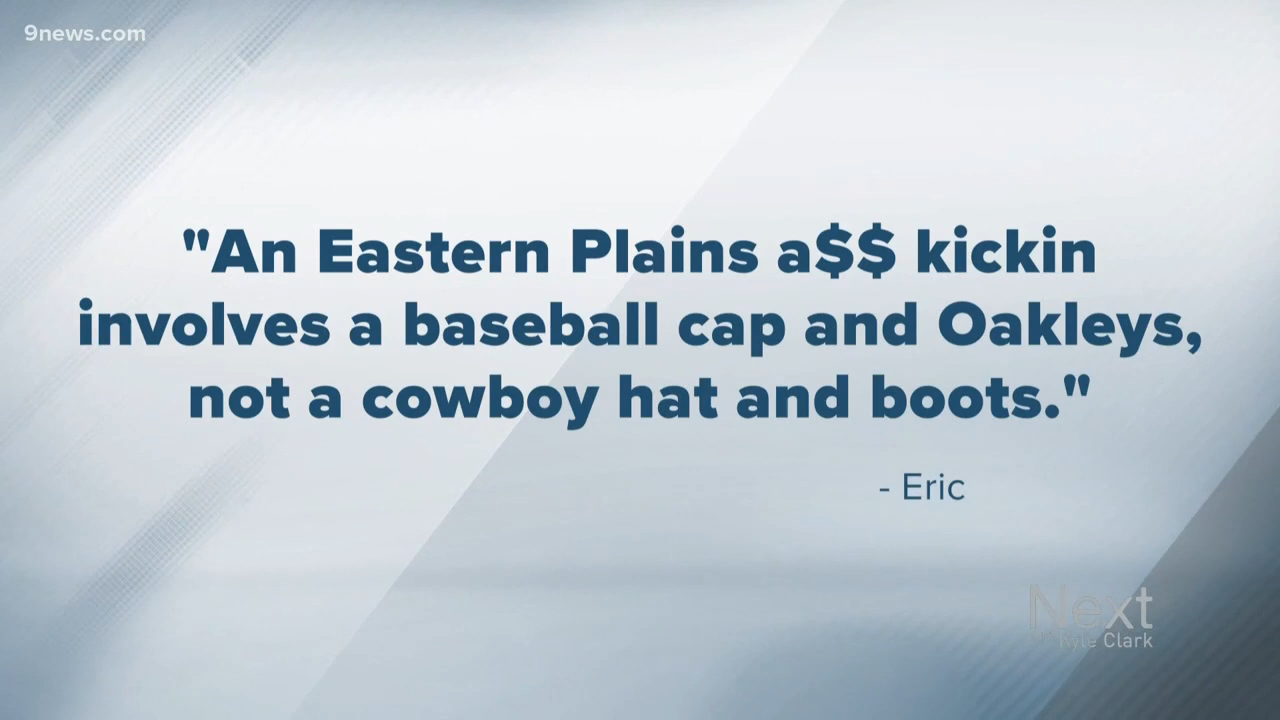 9news.com
"An Eastern Plains a$$ kickin
involves a baseball cap and Oakleys,
not a cowboy hat and boots."
- Eric
Next
Kyle Clark